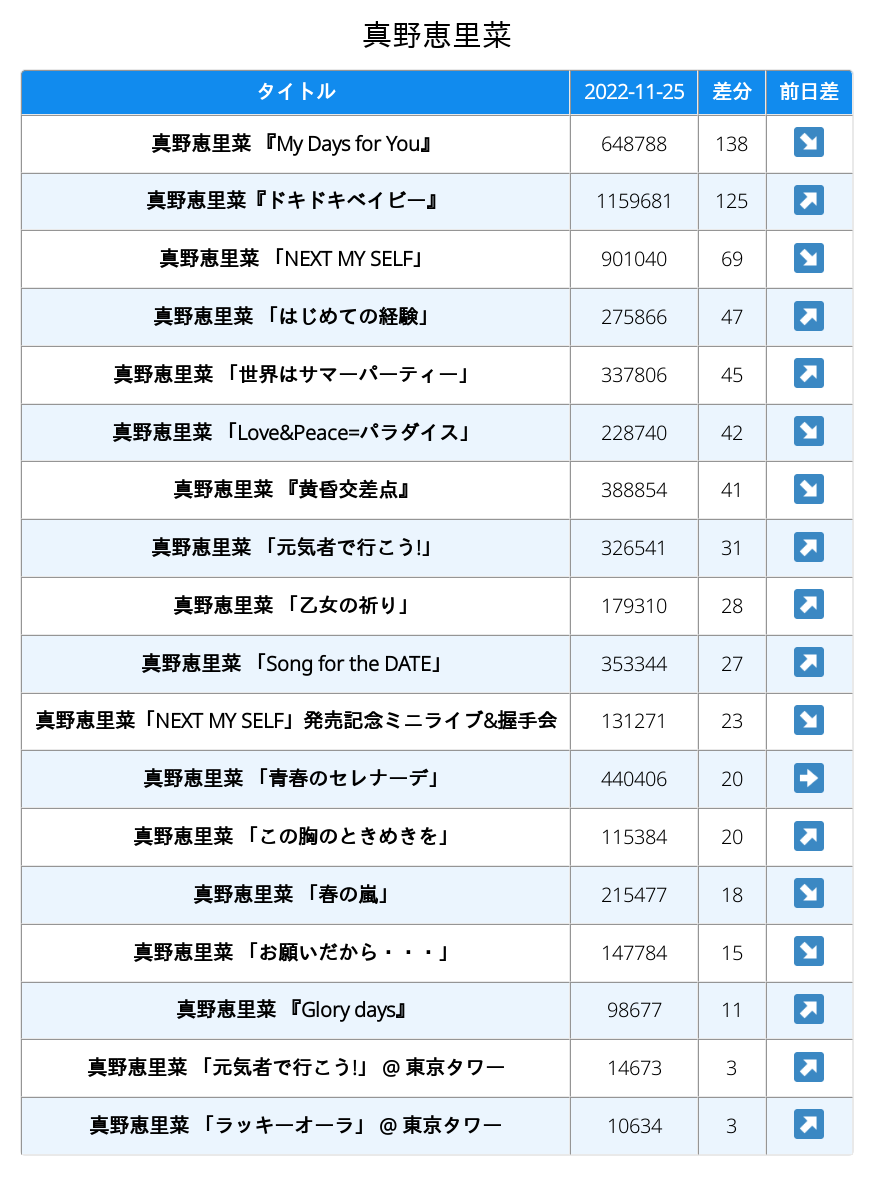 真野恵里菜
タイトル 2022-11-25 差分 前日差
真野恵里菜 『My Days for You』 648788 138 ↘
真野恵里菜『ドキドキベイビー』 1159681 125 ↗
真野恵里菜 「NEXT MY SELF」 901040 69 ↘
真野恵里菜 「はじめての経験」 275866 47 ↗
真野恵里菜 「世界はサマーパーティー」 337806 45 ↗
真野恵里菜 「Love&Peace=パラダイス」 228740 42 ↘
真野恵里菜 『黄昏交差点』 388854 41 ↘
真野恵里菜 「元気者で行こう!」 326541 31 ↗
真野恵里菜 「乙女の祈り」 179310 28 ↗
真野恵里菜 「Song for the DATE」 353344 27 ↗
真野恵里菜「NEXT MY SELF」発売記念ミニライブ&握手会 131271 23 ↘
真野恵里菜 「青春のセレナーデ」 440406 20 ➡
真野恵里菜 「この胸のときめきを」 115384 20 ↗
真野恵里菜 「春の嵐」 215477 18 ↘
真野恵里菜 「お願いだから・・・」 147784 15 ↘
真野恵里菜 『Glory days』 98677 11 ↗
真野恵里菜 「元気者で行こう!」 @ 東京タワー 14673 3 ↗
真野恵里菜 「ラッキーオーラ」 @ 東京タワー 10634 3 ↗